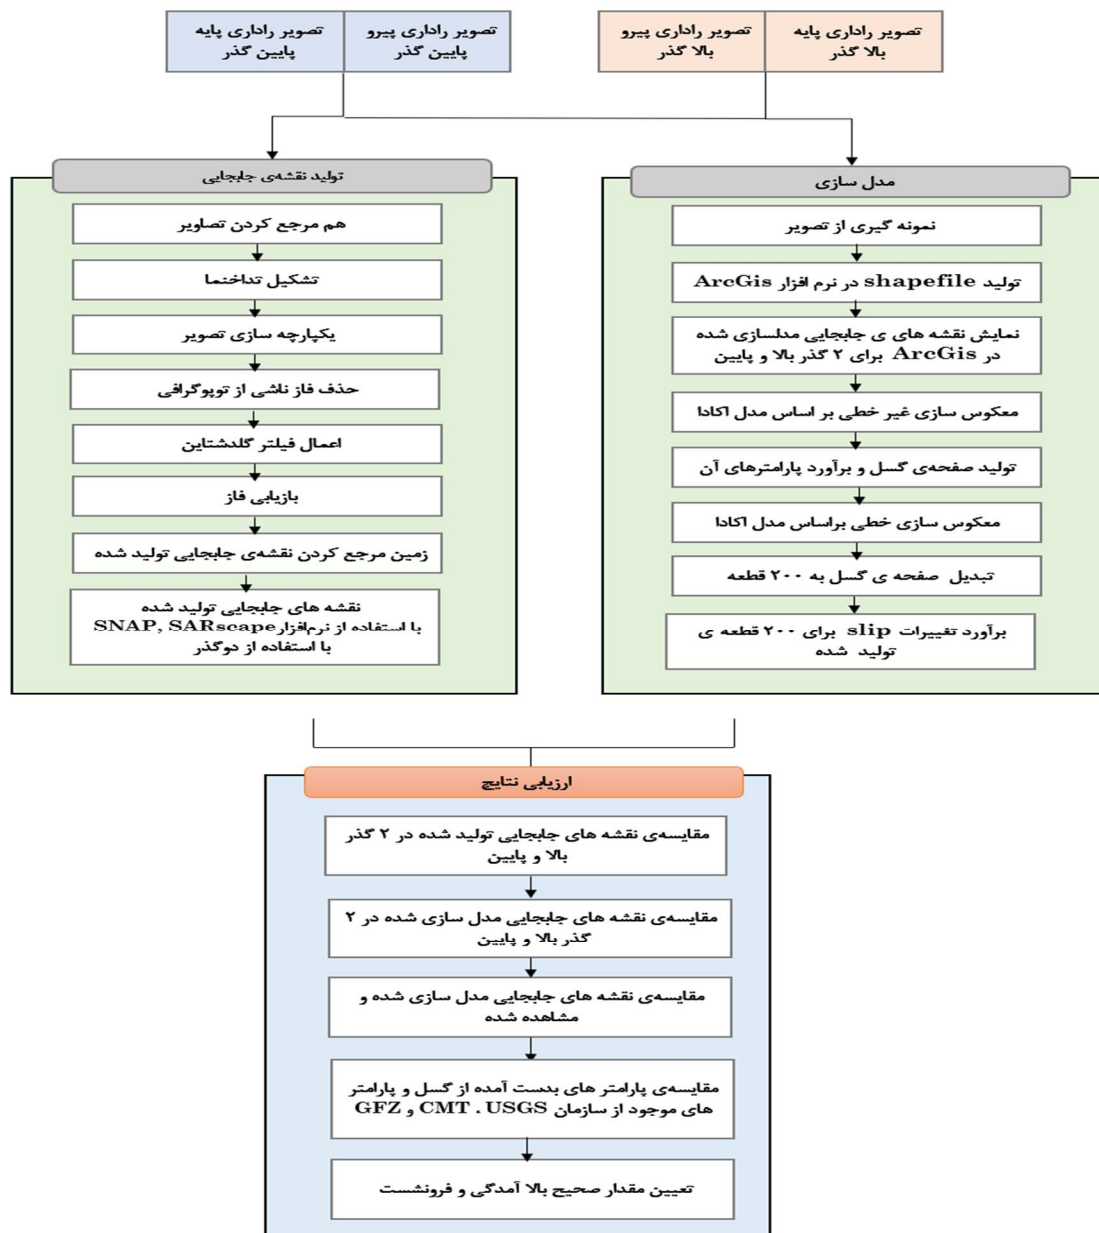 تصویر راداری پایه
بالا گذر
تصویر راداری پیرو
بالا گذر
تصویر راداری پیرو
پایین گذر
تصویر راداری پایه
پایین گذر
مدل سازی
نمونه گیری از تصویر
تولید shapefile در نرم افزار ArcGis
نمایش نقشه های ی جابجایی مدلسازی شده
در ArcGis برای ۲ گذر بالا و پایین
معکوس سازی غیر خطی بر اساس مدل اکادا
تولید صفحه‌ی گسل و برآورد پارامترهای آن
معکوس سازی خطی براساس مدل اکادا
تبدیل صفحه ی گسل به ۲۰۰ قطعه
برآورد تغییرات slip برای ۲۰۰ قطعه ی
تولید شده
تولید نقشه‌ی جابجایی
هم مرجع کردن تصاویر
تشکیل تداخنما
یکپارچه سازی تصویر
حذف فاز ناشی از توپوگرافی
اعمال فیلتر گلدشتاین
بازیابی فاز
زمین مرجع کردن نقشه‌ی جابجایی تولید شده
نقشه های جابجایی تولید شده
با استفاده از نرم‌افزار SNAP, SARscape
با استفاده از دوگذر
ارزیابی نتایج
مقایسه‌ی نقشه های جابجایی تولید شده در ۲ گذر
بالا و پایین
مقایسه‌ی نقشه های جابجایی مدل سازی شده در ۲
گذر بالا و پایین
مقایسه‌ی نقشه های جابجایی مدل سازی شده و
مشاهده شده
مقایسه‌ی پارامتر های بدست آمده از گسل و پارامتر
های موجود از سازمان CMT ، USGS و GFZ
تعیین مقدار صحیح بالا آمدگی و فرونشست